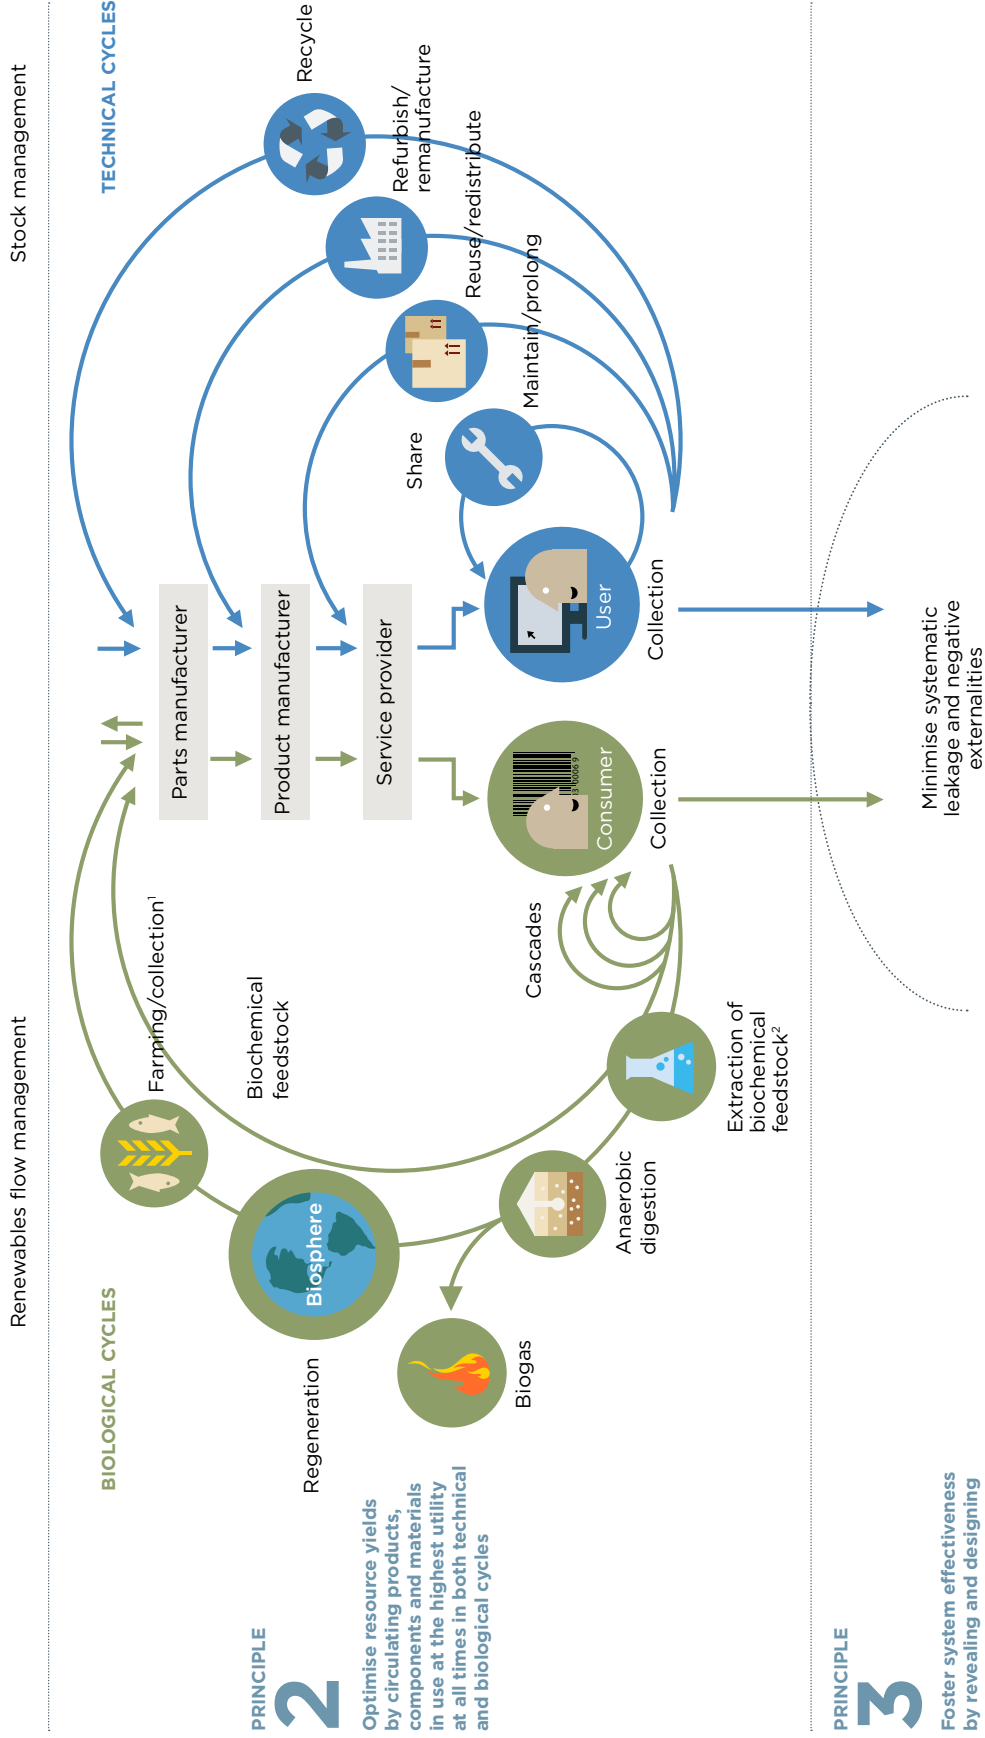 Renewables flow management
Stock management
BIOLOGICAL CYCLES
TECHNICAL CYCLES
PRINCIPLE
2
Optimise resource yields
by circulating products,
components and materials
in use at the highest utility
at all times in both technical
and biological cycles
Regeneration
Biosphere
Farming/collection1
Biochemical
feedstock
Biogas
Anaerobic
digestion
Extraction of
biochemical
feedstock2
Cascades
Parts manufacturer
Product manufacturer
Service provider
Consumer
Collection
User
Collection
Share
Maintain/prolong
Reuse/redistribute
Refurbish/
remanufacture
Recycle
PRINCIPLE
3
Foster system effectiveness
by revealing and designing
Minimise systematic
leakage and negative
externalities